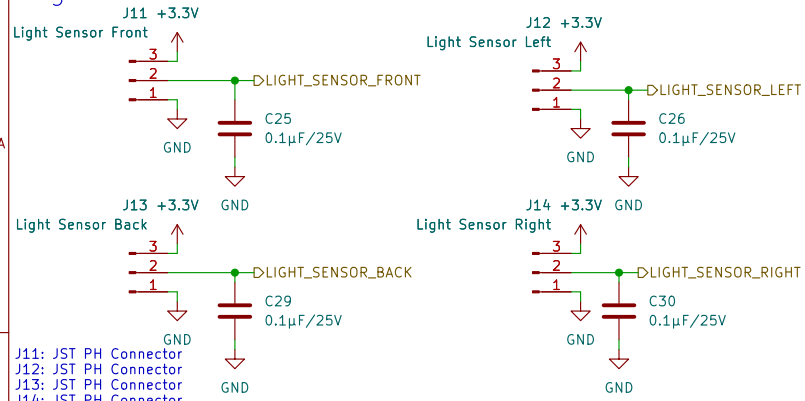 J11 +3.3V
Light Sensor Front
3
2
1
LIGHT_SENSOR_FRONT
C25
0.1µF/25V
GND
GND
J12 +3.3V
Light Sensor Left
3
2
1
LIGHT_SENSOR_LEFT
C26
0.1µF/25V
GND
GND
J13 +3.3V
Light Sensor Back
3
2
1
LIGHT_SENSOR_BACK
C29
0.1µF/25V
GND
GND
J14 +3.3V
Light Sensor Right
3
2
1
LIGHT_SENSOR_RIGHT
C30
0.1µF/25V
GND
GND
J11: JST PH Connector
J12: JST PH Connector
J13: JST PH Connector
J14: JST PH Connector
A